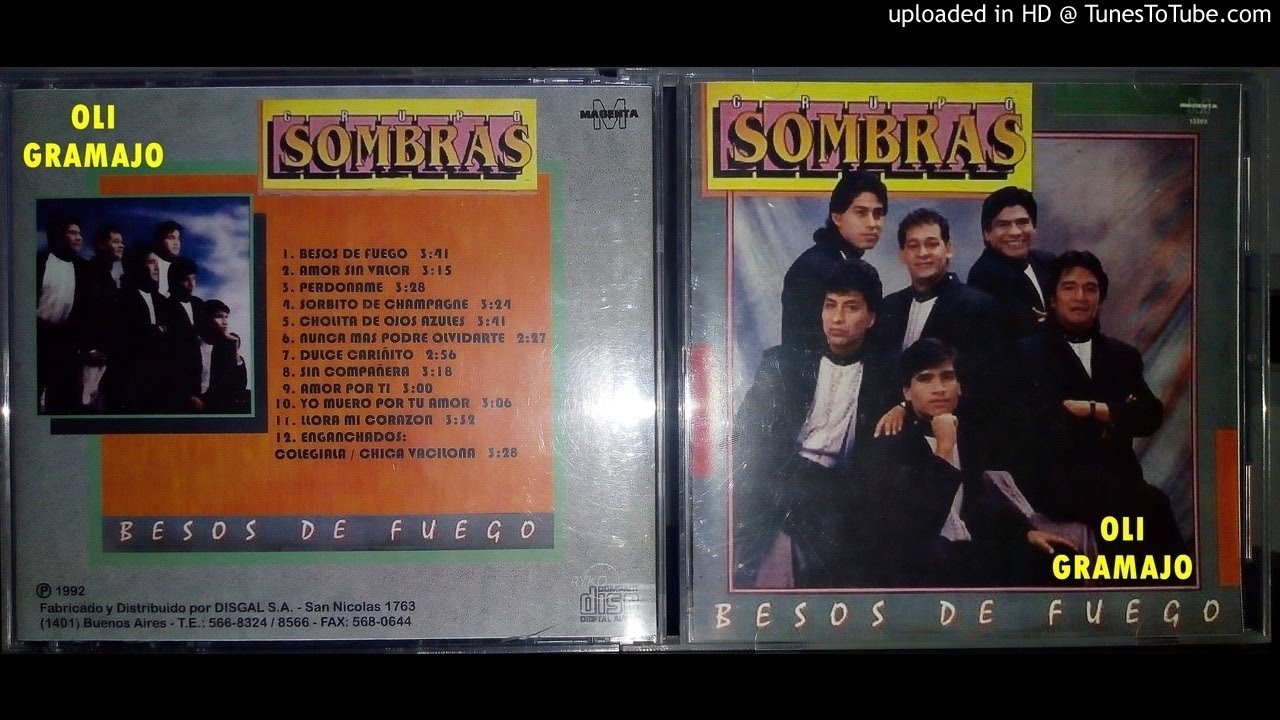 uploaded in HD @ TunesToTube.com
OLI
GRAMAJO
GRUPO
SOMBRAS
M
MAGENTA
1. BESOS DE FUEGO 3:41
2. AMOR SIN VALOR 3:15
3. PERDONAME 3:28
4. SORBITO DE CHAMPAGNE 3:24
5. CHOLITA DE OJOS AZULES 3:41
6. NUNCA MAS PODRE OLVIDARTE 2:27
7. DULCE CARIÑITO 2:56
8. SIN COMPAÑERA 3:18
9. AMOR POR TI 3:00
10. YO MUERO POR TU AMOR 3:06
11. LLORA MI CORAZON 3:32
12. ENGANCHADOS:
COLEGIALA / CHICA VACILONA 3:28
BESOS DE FUEGO
Ⓟ 1992
Fabricado y Distribuido por DISGAL S.A. - San Nicolas 1763
(1401) Buenos Aires - T.E.: 566-8324 / 8566 - FAX: 568-0644
COMPACT
disc
DIGITAL AUDIO
GRUPO
SOMBRAS
MAGENTA
OLI
GRAMAJO
BESOS DE FUEGO